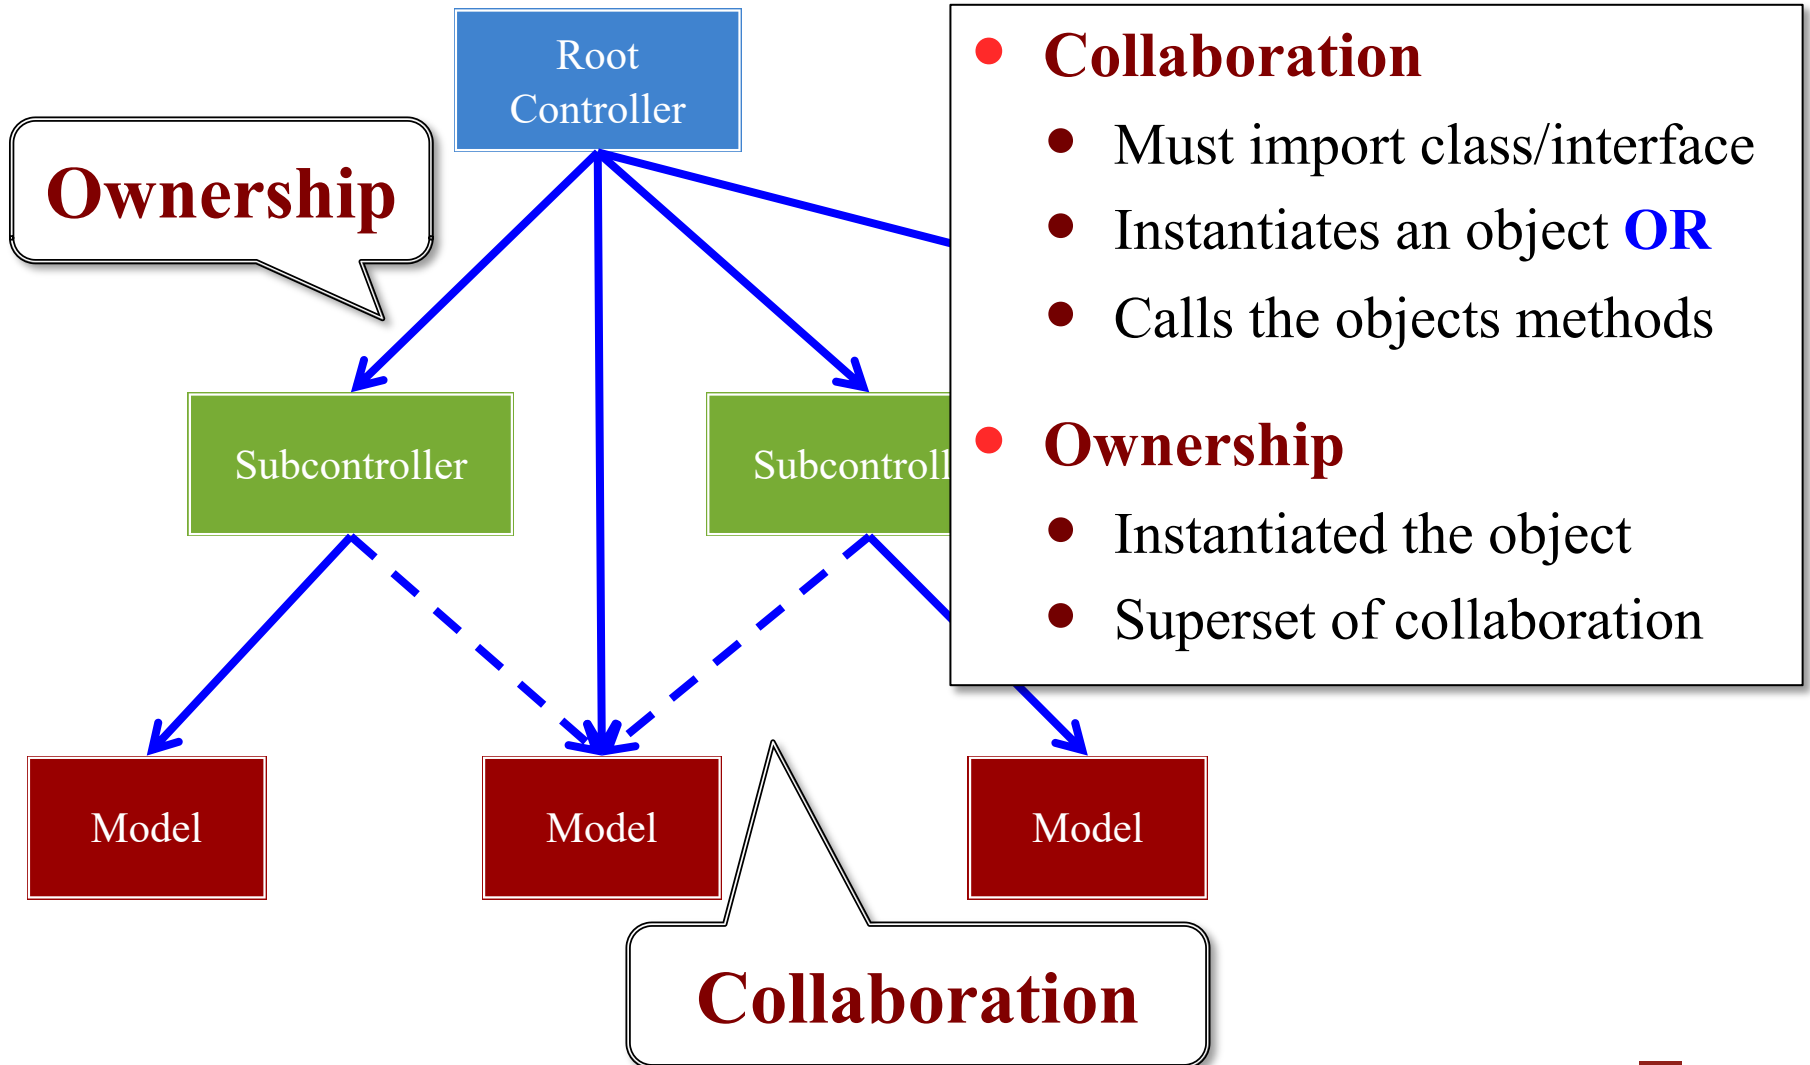 Root
Controller
Ownership
Subcontroller
Subcontroll
Model
Model
Model
Collaboration
Collaboration
Must import class/interface
Instantiates an object OR
Calls the objects methods
Ownership
Instantiated the object
Superset of collaboration